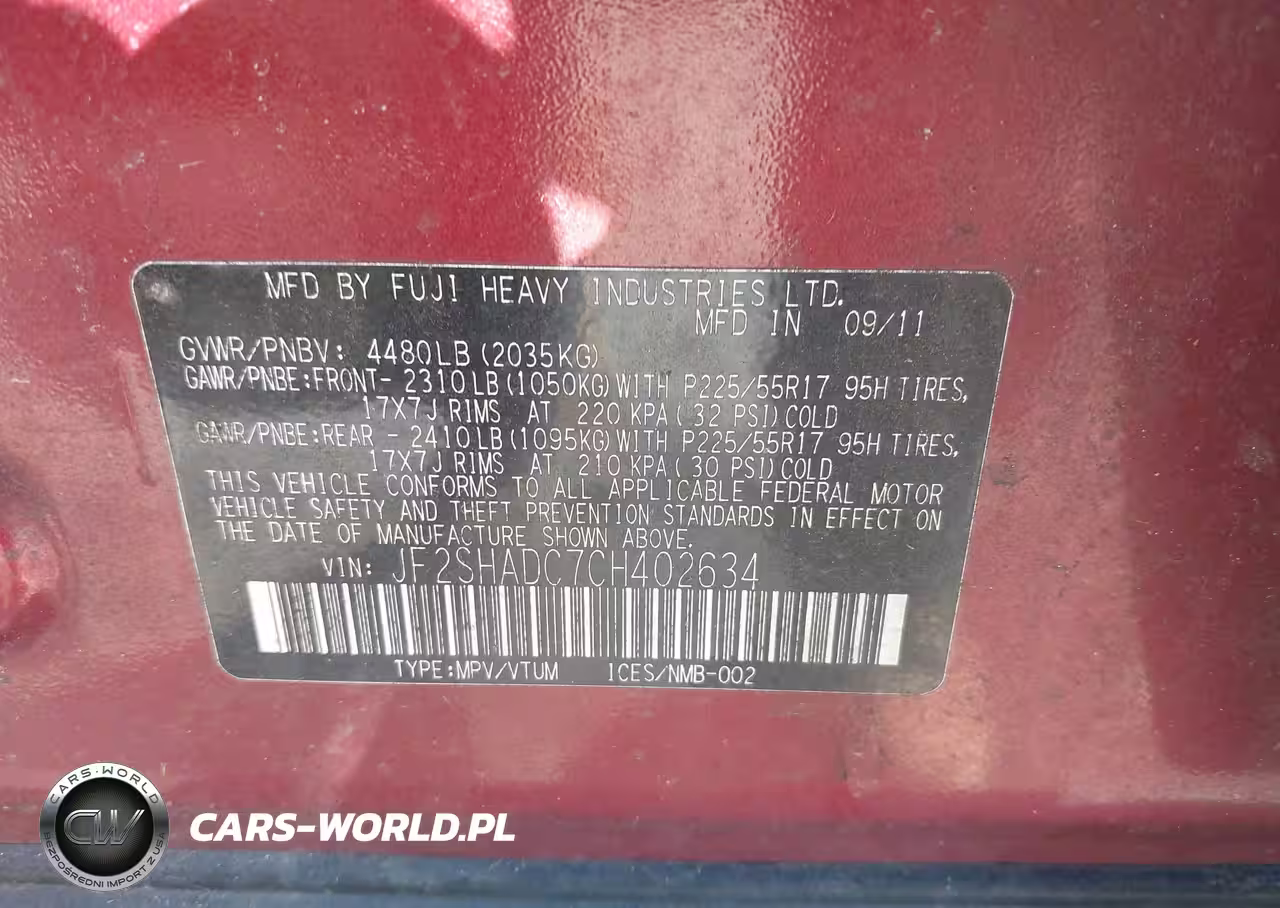 MFD BY FUJI HEAVY INDUSTRIES LTD.
MFD IN 09/11
GVWR/PNBV: 4480LB (2035KG)
GAWR/PNBE:FRONT- 2310LB(1050KG)WITH P225/55R17 95H TIRES,
17X7J RIMS AT 220 KPA( 32 PSI)COLD
GAWR/PNBE:REAR - 2410LB(1095KG)WITH P225/55R17 95H TIRES,
17X7J RIMS AT 210 KPA( 30 PSI)COLD
THIS VEHICLE CONFORMS TO ALL APPLICABLE FEDERAL MOTOR
VEHICLE SAFETY AND THEFT PREVENTION STANDARDS IN EFFECT ON
THE DATE OF MANUFACTURE SHOWN ABOVE.
VIN: JF2SHADC7CH402634
TYPE:MPV/VTUM 1CES/NMB-002
CARS-WORLD
CW
BEZPOŚREDNI IMPORT Z USA
CARS-WORLD.PL